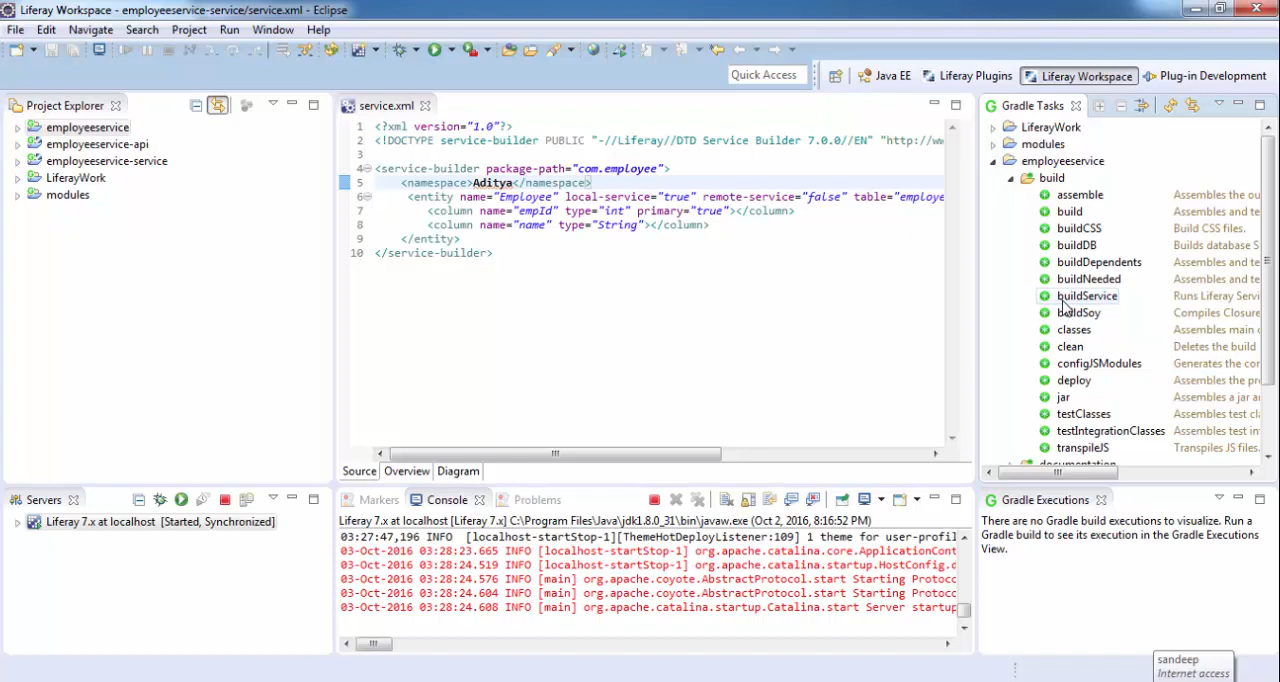 Liferay Workspace - employeeservice-service/service.xml - Eclipse
File Edit Navigate Search Project Run Window Help
Quick Access
Java EE Liferay Plugins Liferay Workspace Plug-in Development
Project Explorer
employeeservice
employeeservice-api
employeeservice-service
LiferayWork
modules
service.xml
1 <?xml version="1.0"?>
2 <!DOCTYPE service-builder PUBLIC "-//Liferay//DTD Service Builder 7.0.0//EN" "http://w
3
4 <service-builder package-path="com.employee">
5 <namespace>Aditya</namespace>
6 <entity name="Employee" local-service="true" remote-service="false" table="employe
7 <column name="empId" type="int" primary="true"></column>
8 <column name="name" type="String"></column>
9 </entity>
10 </service-builder>
Source Overview Diagram
Gradle Tasks
LiferayWork
modules
employeeservice
build
assemble Assembles the ou
build Assembles and te
buildCSS Build CSS files.
buildDB Builds database S
buildDependents Assembles and te
buildNeeded Assembles and te
buildService Runs Liferay Servi
buildSoy Compiles Closure
classes Assembles main c
clean Deletes the build
configJSModules Generates the cor
deploy Assembles the pr
jar Assembles a jar a
testClasses Assembles test cl
testIntegrationClasses Assembles test in
transpileJS Transpiles JS files.
documentation
Servers
Liferay 7.x at localhost [Started, Synchronized]
Markers Console Problems
Liferay 7.x at localhost [Liferay 7.x] C:\Program Files\Java\jdk1.8.0_31\bin\javaw.exe (Oct 2, 2016, 8:16:52 PM)
03:27:47,196 INFO [localhost-startStop-1][ThemeHotDeployListener:109] 1 theme for user-profil
03-Oct-2016 03:28:23.665 INFO [localhost-startStop-1] org.apache.catalina.core.ApplicationCont
03-Oct-2016 03:28:24.519 INFO [localhost-startStop-1] org.apache.catalina.startup.HostConfig.d
03-Oct-2016 03:28:24.576 INFO [main] org.apache.coyote.AbstractProtocol.start Starting Protoco
03-Oct-2016 03:28:24.604 INFO [main] org.apache.coyote.AbstractProtocol.start Starting Protoco
03-Oct-2016 03:28:24.608 INFO [main] org.apache.catalina.startup.Catalina.start Server startup
Gradle Executions
There are no Gradle build executions to visualize. Run a
Gradle build to see its execution in the Gradle Executions
View.
sandeep
Internet access